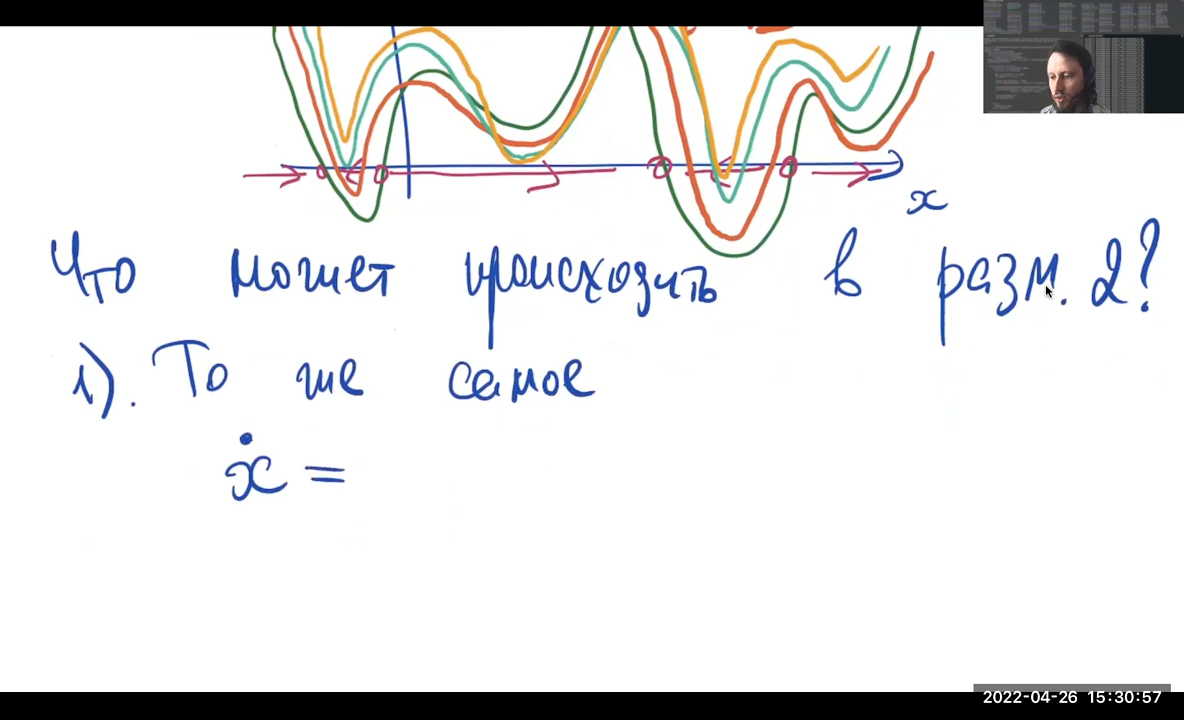 x
Что может происходить в разм. 2?
1). То же самое
ẋ =
2022-04-26 15:30:57